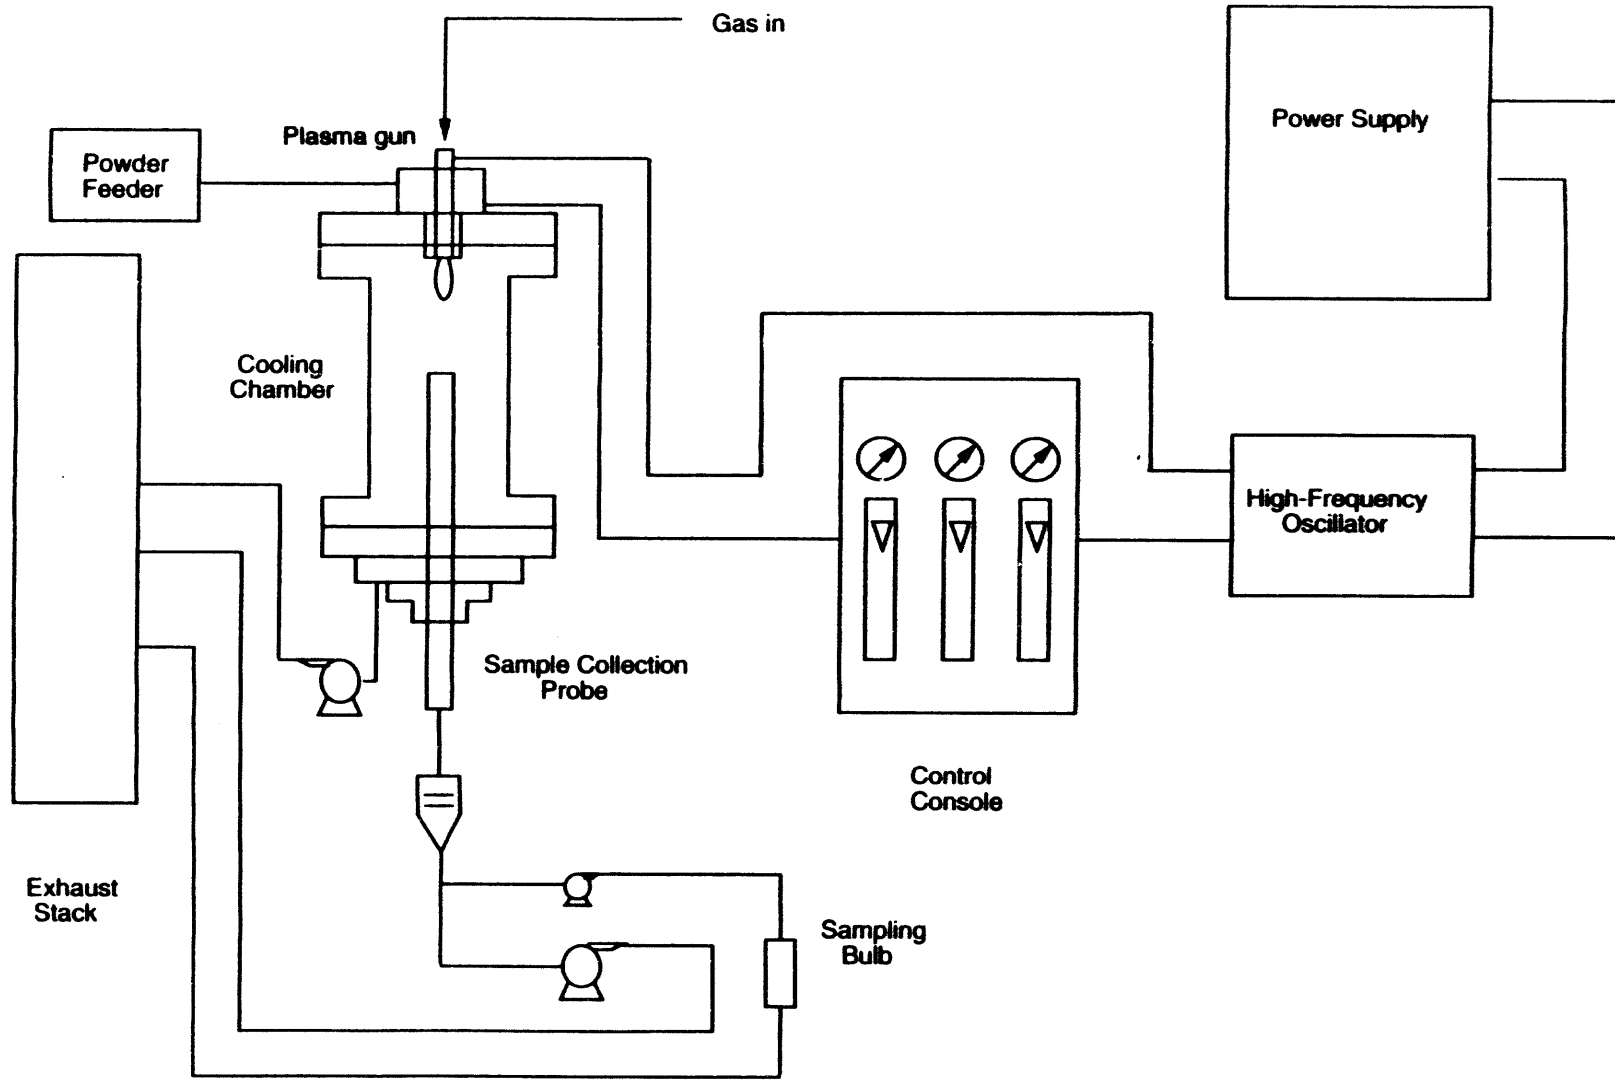 Gas in
Plasma gun
Powder
Feeder
Power Supply
Cooling
Chamber
High-Frequency
Oscillator
Sample Collection
Probe
Control
Console
Exhaust
Stack
Sampling
Bulb